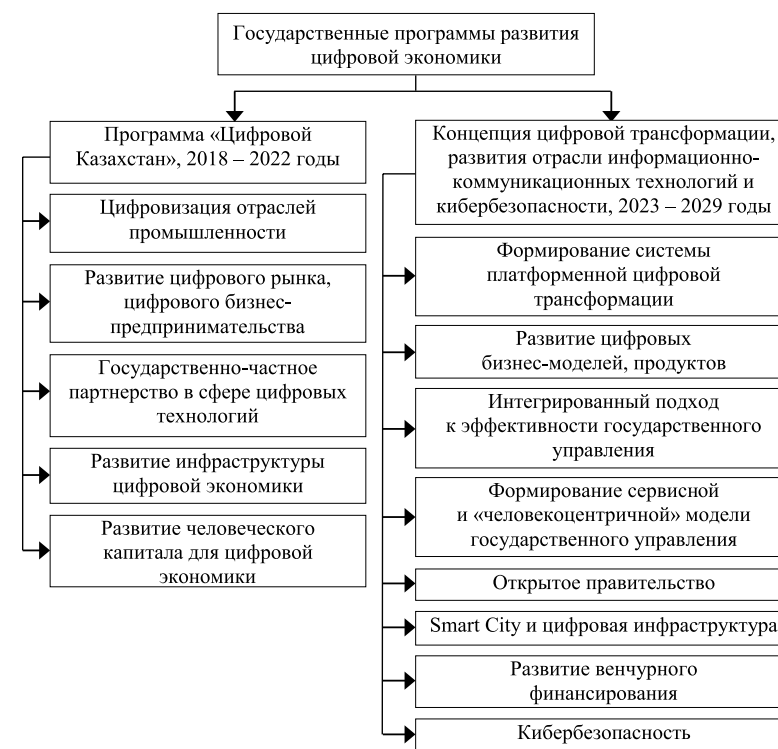 Государственные программы развития
цифровой экономики
Программа «Цифровой
Казахстан», 2018 – 2022 годы
Цифровизация отраслей
промышленности
Развитие цифрового рынка,
цифрового бизнес-
предпринимательства
Государственно-частное
партнерство в сфере цифровых
технологий
Развитие инфраструктуры
цифровой экономики
Развитие человеческого
капитала для цифровой
экономики
Концепция цифровой трансформации,
развития отрасли информационно-
коммуникационных технологий и
кибербезопасности, 2023 – 2029 годы
Формирование системы
платформенной цифровой
трансформации
Развитие цифровых
бизнес-моделей, продуктов
Интегрированный подход
к эффективности государственного
управления
Формирование сервисной
и «человекоцентричной» модели
государственного управления
Открытое правительство
Smart City и цифровая инфраструктура
Развитие венчурного
финансирования
Кибербезопасность